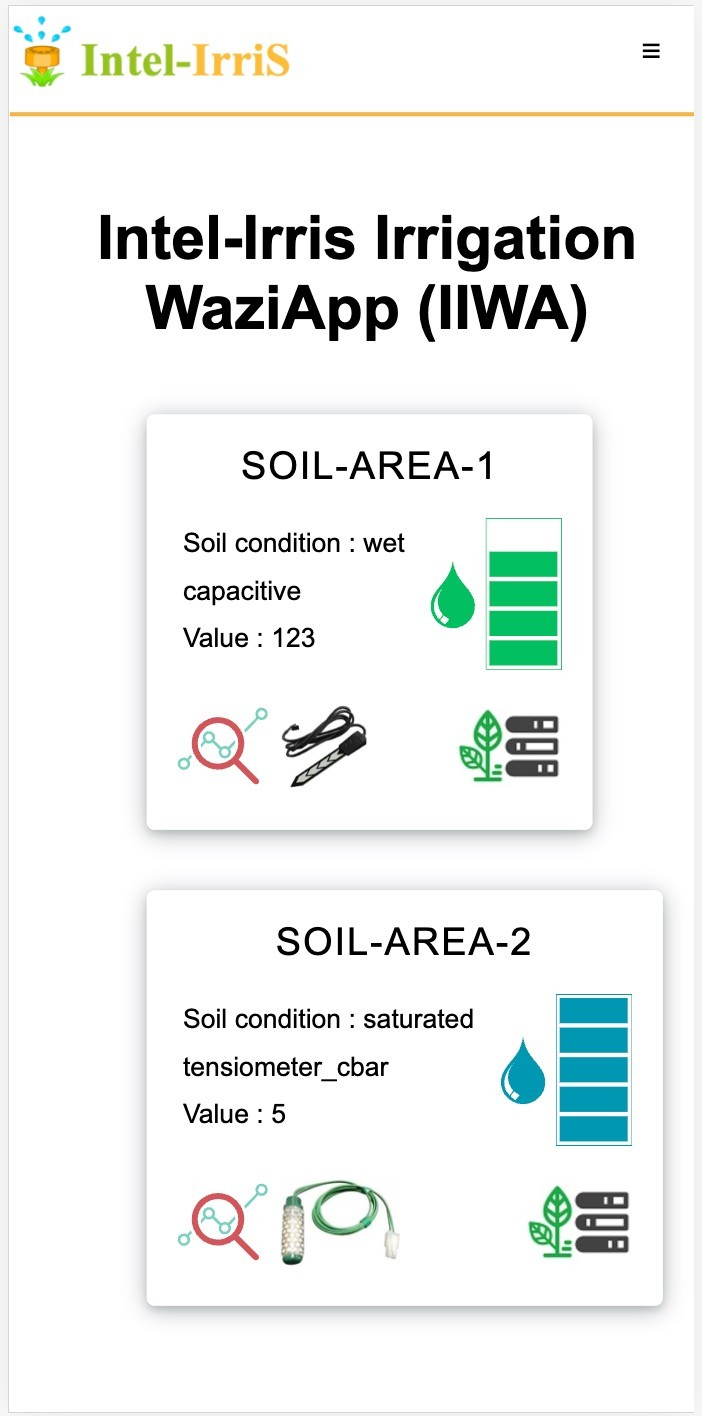 Intel-IrriS
Intel-Irris Irrigation
WaziApp (IIWA)
SOIL-AREA-1
Soil condition : wet
capacitive
Value : 123
SOIL-AREA-2
Soil condition : saturated
tensiometer_cbar
Value : 5